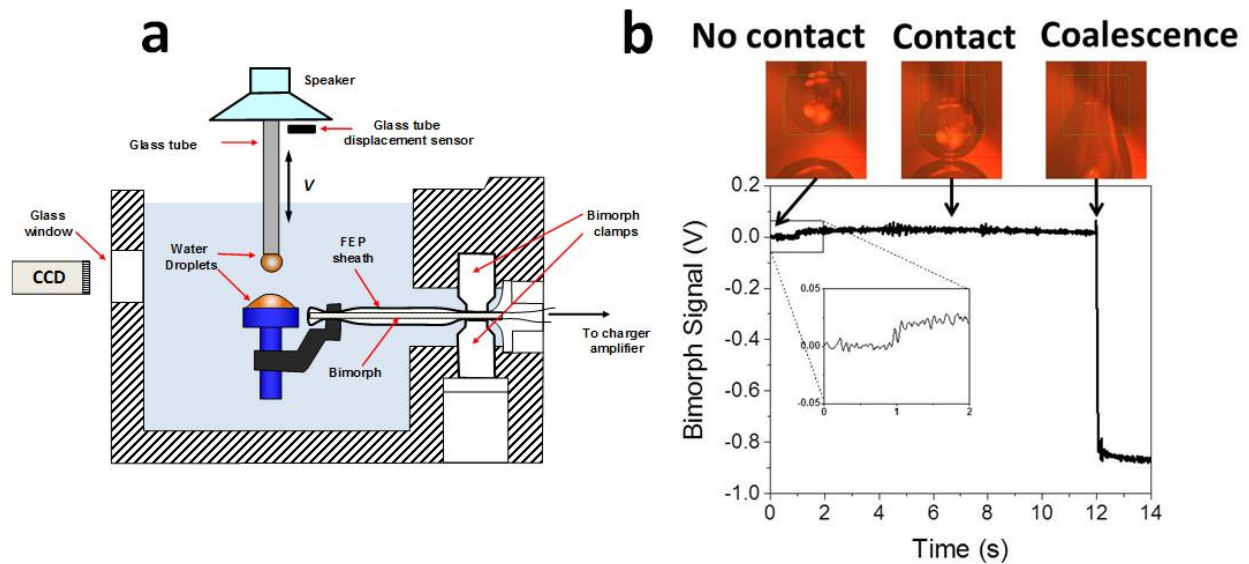 a
Speaker
Glass tube
Glass tube
displacement sensor
V
Glass
window
Water
Droplets
FEP
sheath
Bimorph
clamps
CCD
To charger
amplifier
Bimorph
b
No contact
Contact
Coalescence
Bimorph Signal (V)
0.2
0.0
-0.2
-0.4
-0.6
-0.8
-1.0
0.05
0.00
-0.05
0
1
2
0 2 4 6 8 10 12 14
Time (s)